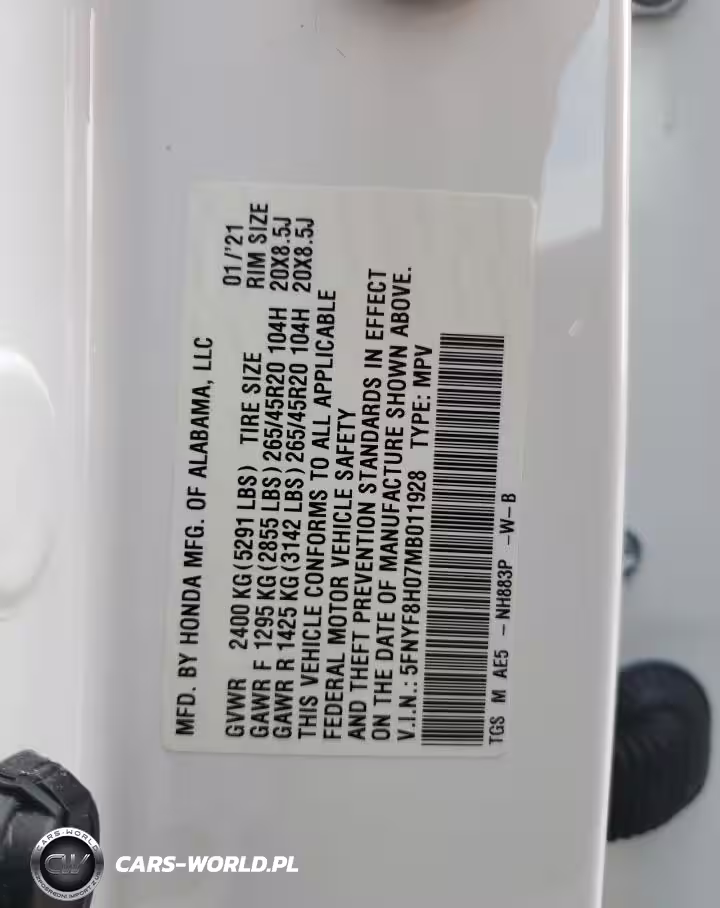 MFD. BY HONDA MFG. OF ALABAMA, LLC 01/'21
GVWR 2400 KG (5291 LBS) TIRE SIZE RIM SIZE
GAWR F 1295 KG (2855 LBS) 265/45R20 104H 20X8.5J
GAWR R 1425 KG (3142 LBS) 265/45R20 104H 20X8.5J
THIS VEHICLE CONFORMS TO ALL APPLICABLE
FEDERAL MOTOR VEHICLE SAFETY
AND THEFT PREVENTION STANDARDS IN EFFECT
ON THE DATE OF MANUFACTURE SHOWN ABOVE.
V.I.N.: 5FNYF8H07MB011928 TYPE: MPV
TGS M AE5 - NH883P -W-B
CARS-WORLD
CW
CARS-WORLD.PL